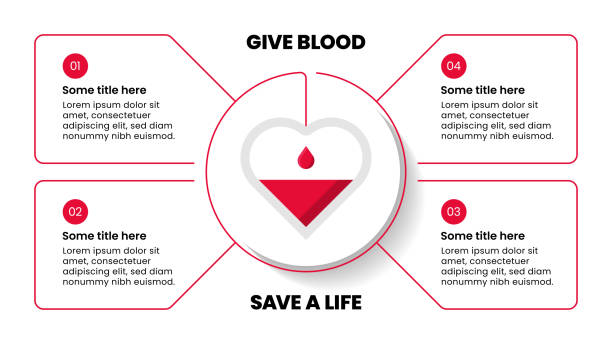 GIVE BLOOD
01
Some title here
Lorem ipsum dolor sit
amet, consectetuer
adipiscing elit, sed diam
nonummy nibh euismod.
02
Some title here
Lorem ipsum dolor sit
amet, consectetuer
adipiscing elit, sed diam
nonummy nibh euismod.
03
Some title here
Lorem ipsum dolor sit
amet, consectetuer
adipiscing elit, sed diam
nonummy nibh euismod.
04
Some title here
Lorem ipsum dolor sit
amet, consectetuer
adipiscing elit, sed diam
nonummy nibh euismod.
SAVE A LIFE